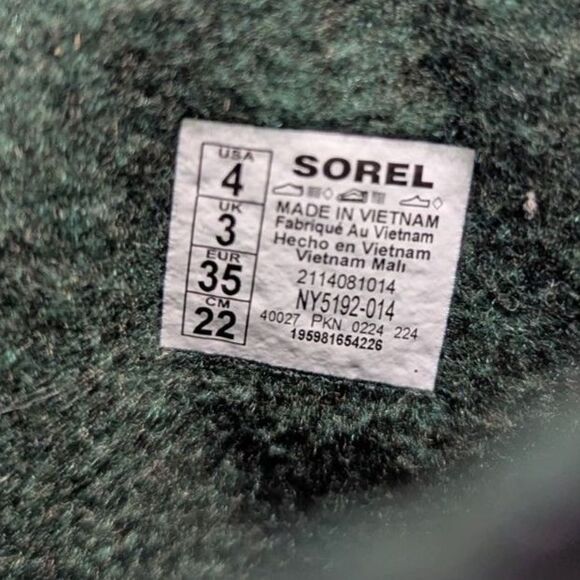 USA
4
UK
3
EUR
35
CM
22
SOREL
MADE IN VIETNAM
Fabriqué Au Vietnam
Hecho en Vietnam
Vietnam Malı
2114081014
NY5192-014
40027 PKN 0224 224
195981654226